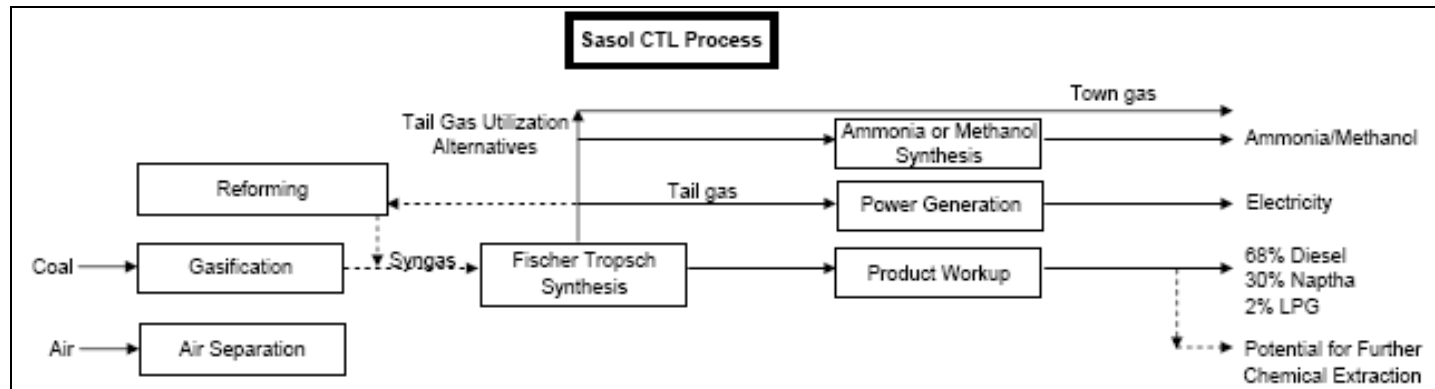 Sasol CTL Process
Town gas
Tail Gas Utilization
Alternatives
Ammonia or Methanol
Synthesis
Ammonia/Methanol
Reforming
Tail gas
Power Generation
Electricity
Coal
Gasification
Syngas
Fischer Tropsch
Synthesis
Product Workup
68% Diesel
30% Naptha
2% LPG
Air
Air Separation
Potential for Further
Chemical Extraction